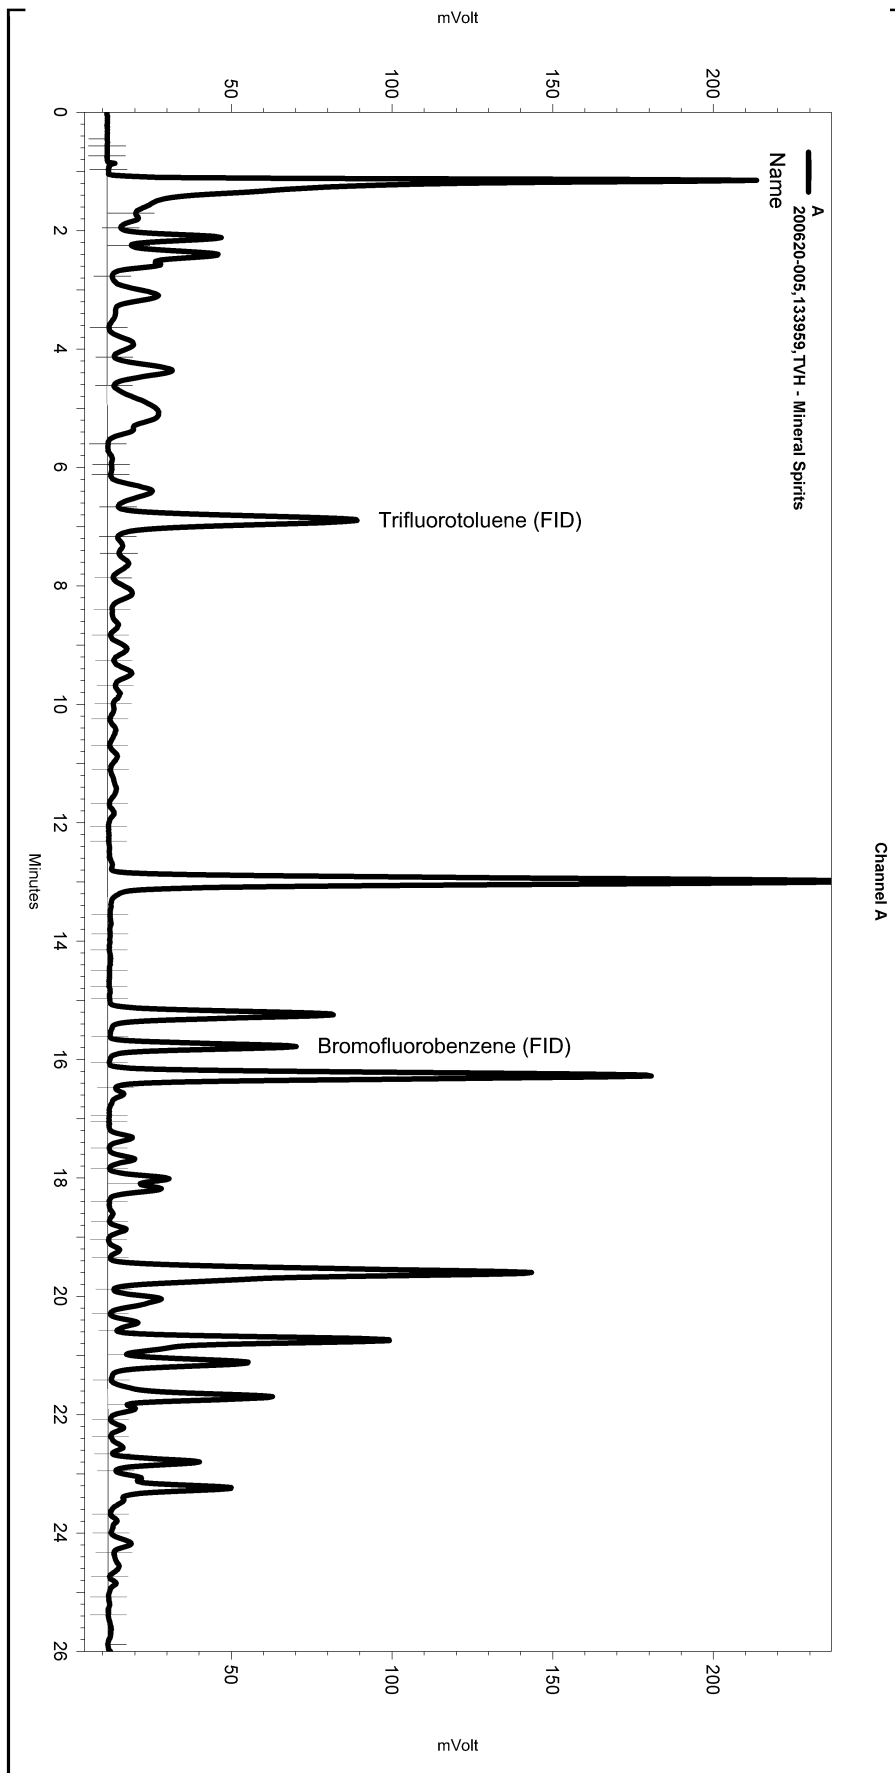 mVolt
50
100
150
200
0
2
4
6
8
10
12
14
16
18
20
22
24
26
Minutes
Name
A
200620-005,133959,TVH - Mineral Spirits
Trifluorotoluene (FID)
Bromofluorobenzene (FID)
Channel A
50
100
150
200
mVolt